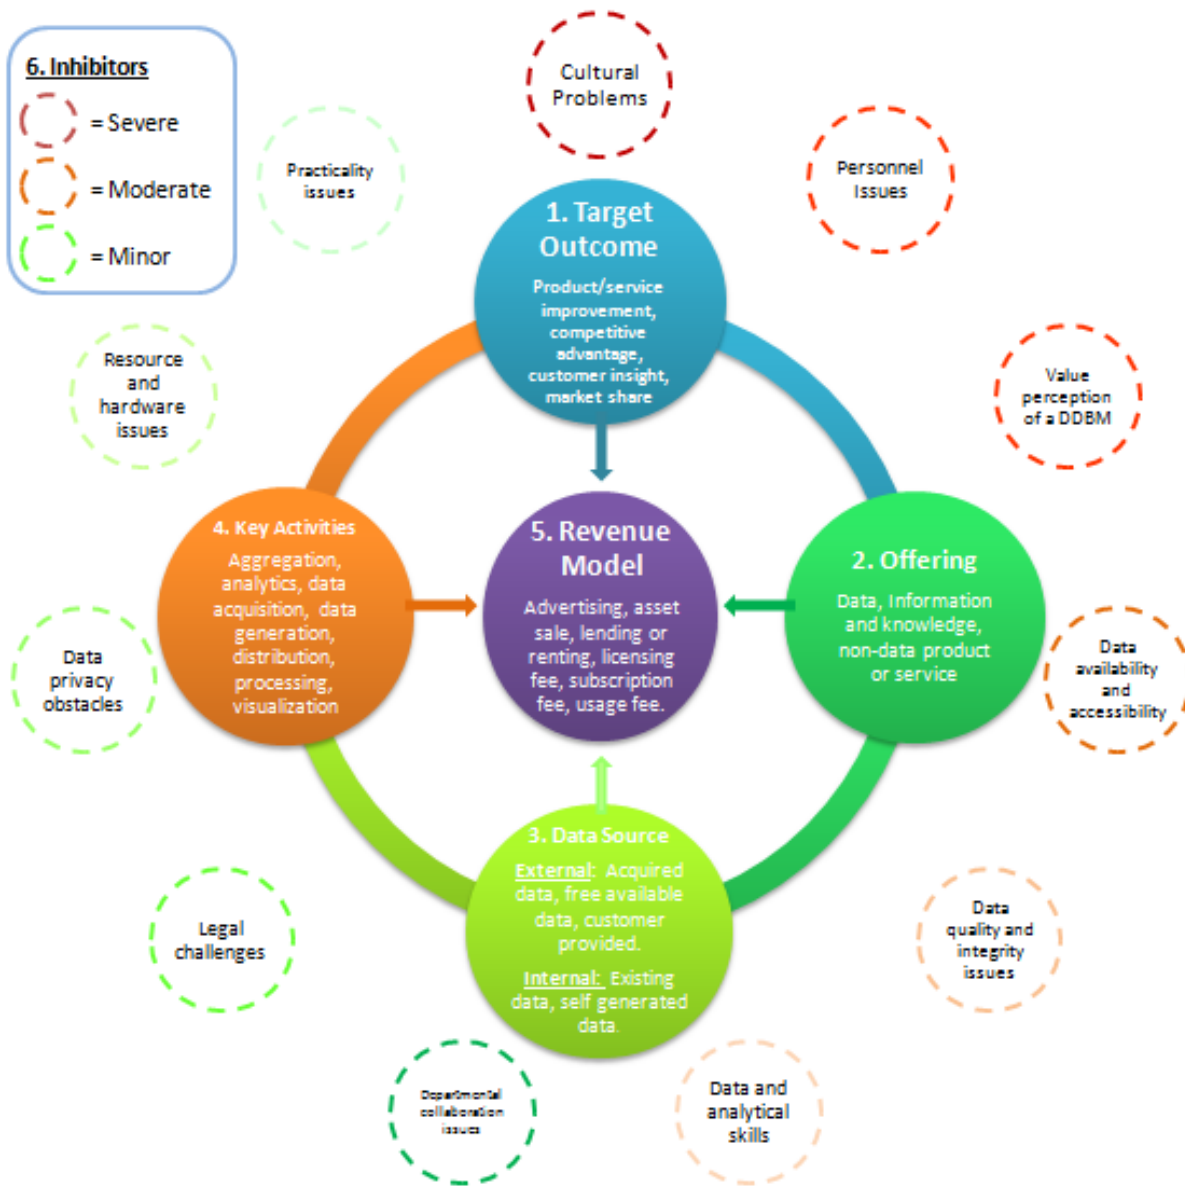 6. Inhibitors
= Severe
= Moderate
= Minor
Cultural
Problems
Practicality
issues
Personnel
Issues
1. Target
Outcome
Product/service
improvement,
competitive
advantage,
customer insight,
market share
Resource
and
hardware
issues
Value
perception
of a DDBM
4. Key Activities
Aggregation,
analytics, data
acquisition, data
generation,
distribution,
processing,
visualization
5. Revenue
Model
Advertising, asset
sale, lending or
renting, licensing
fee, subscription
fee, usage fee.
2. Offering
Data, Information
and knowledge,
non-data product
or service
Data
privacy
obstacles
Data
availability
and
accessibility
3. Data Source
External: Acquired
data, free available
data, customer
provided.
Internal: Existing
data, self generated
data.
Legal
challenges
Data
quality and
integrity
issues
Departmental
collaboration
issues
Data and
analytical
skills